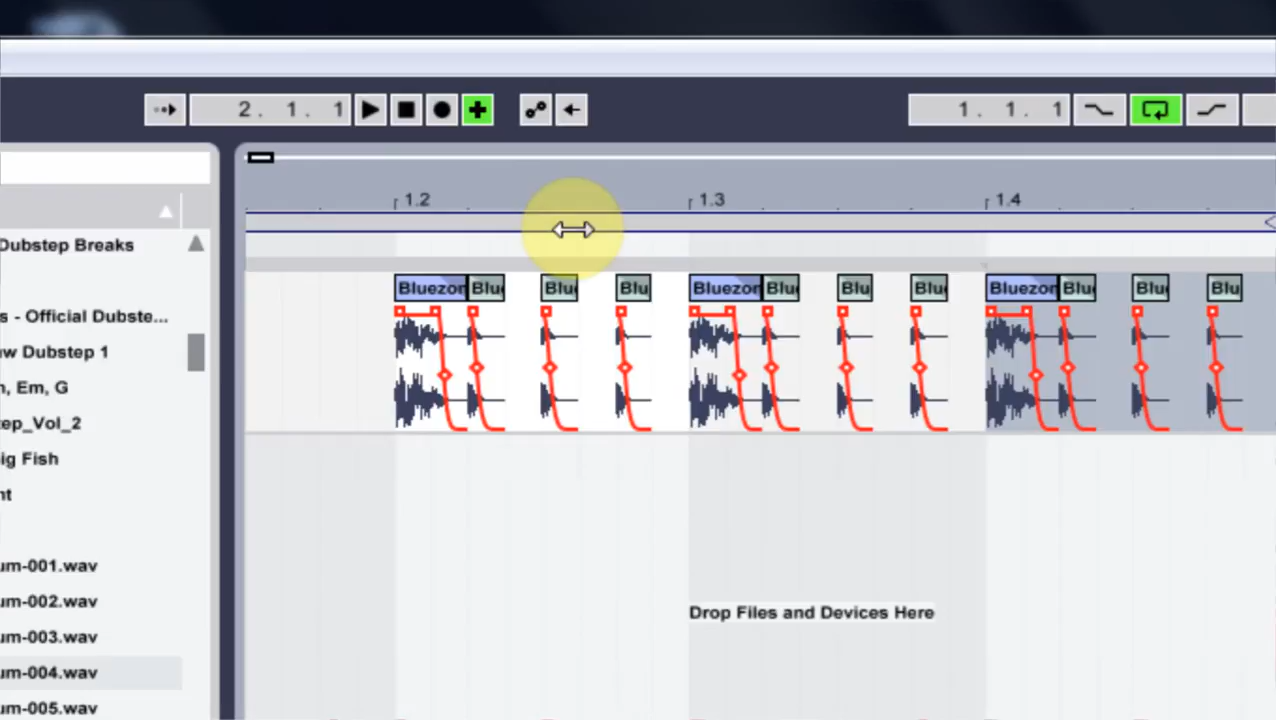 2. 1. 1
1. 1. 1
1.2
1.3
1.4
Dubstep Breaks
s - Official Dubste...
w Dubstep 1
n, Em, G
tep_Vol_2
ig Fish
nt
um-001.wav
um-002.wav
um-003.wav
um-004.wav
um-005.wav
Bluezon Blu Blu Blu Bluezon Blu Blu Blu Bluezon Blu Blu Blu
Drop Files and Devices Here